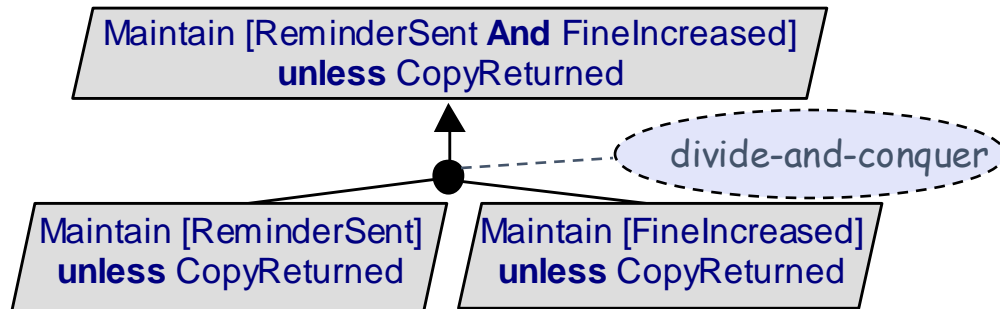 Maintain [ReminderSent And FineIncreased]
unless CopyReturned
divide-and-conquer
Maintain [ReminderSent]
unless CopyReturned
Maintain [FineIncreased]
unless CopyReturned